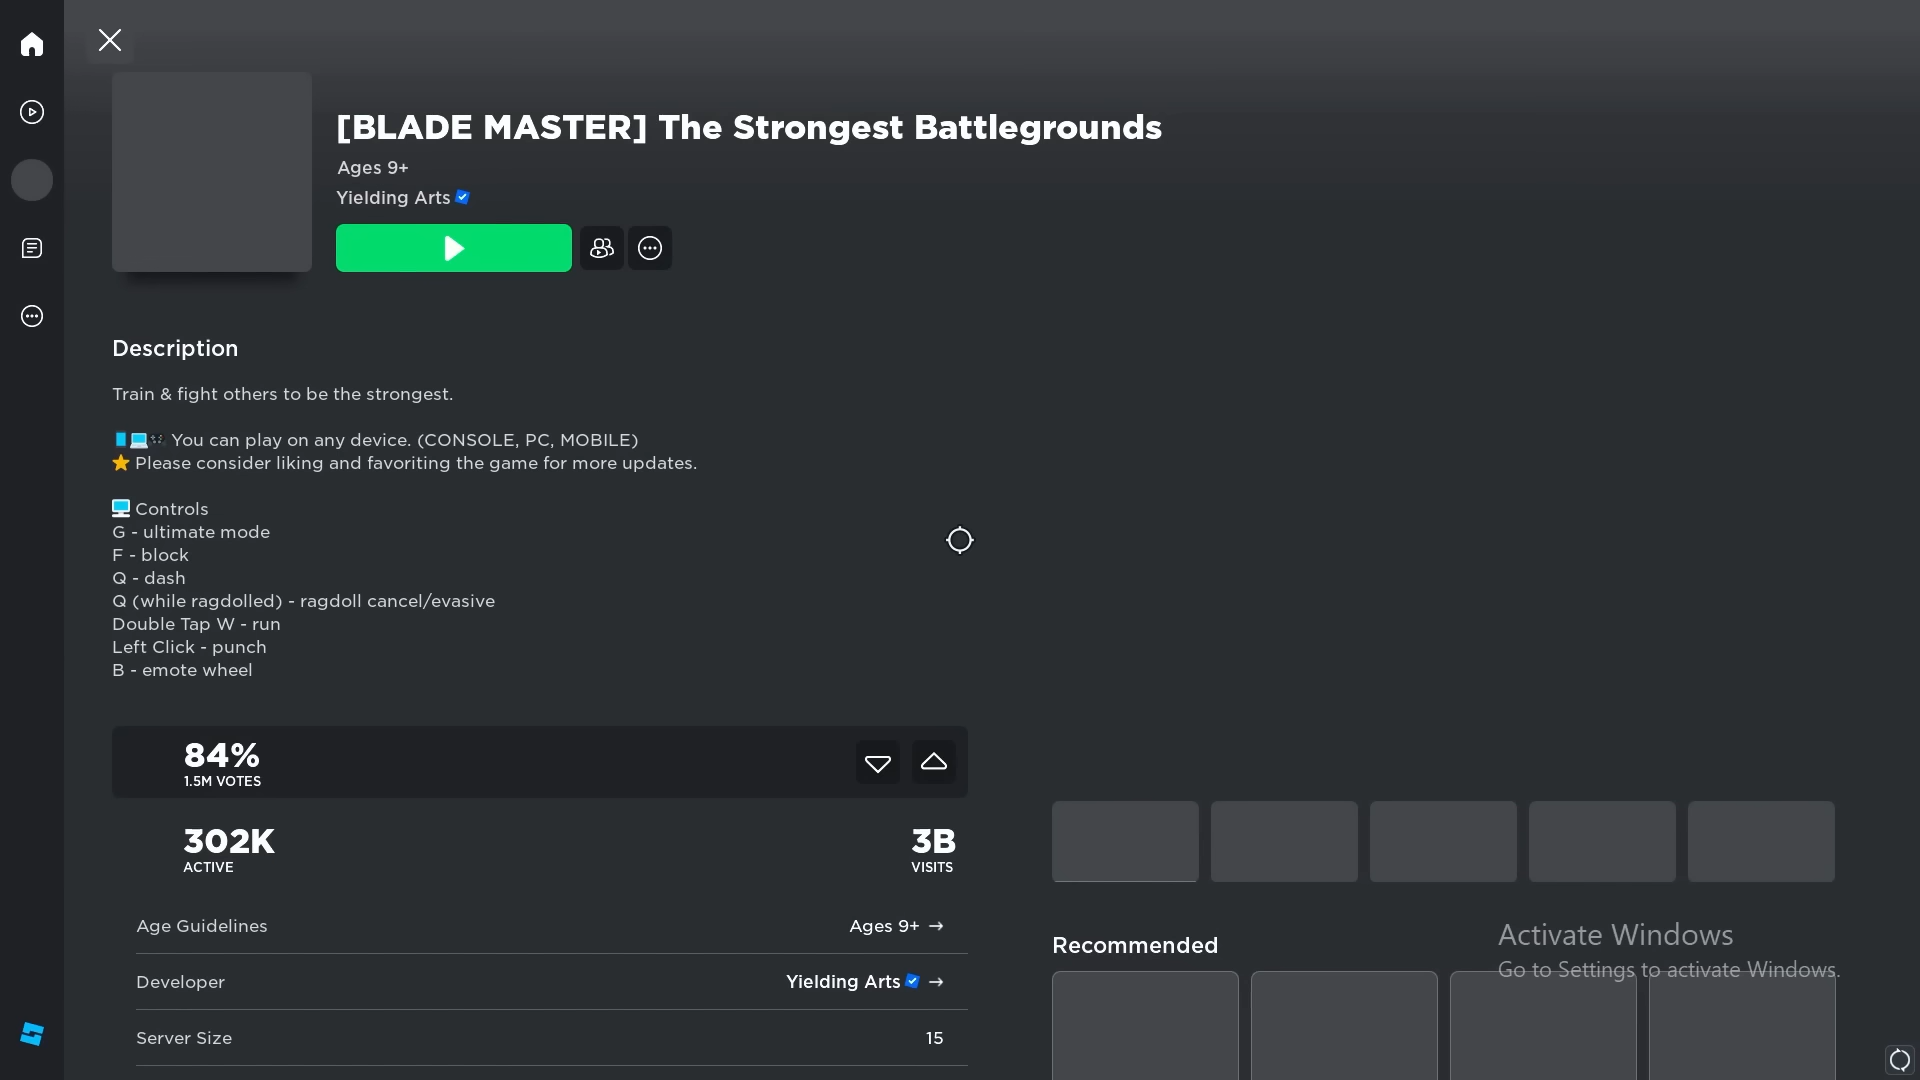 [BLADE MASTER] The Strongest Battlegrounds
Ages 9+
Yielding Arts
Description
Train & fight others to be the strongest.
You can play on any device. (CONSOLE, PC, MOBILE)
Please consider liking and favoriting the game for more updates.
Controls
G - ultimate mode
F - block
Q - dash
Q (while ragdolled) - ragdoll cancel/evasive
Double Tap W - run
Left Click - punch
B - emote wheel
84%
1.5M VOTES
302K
ACTIVE
3B
VISITS
Age Guidelines
Ages 9+
Developer
Yielding Arts
Server Size
15
Recommended
Activate Windows
Go to Settings to activate Windows.